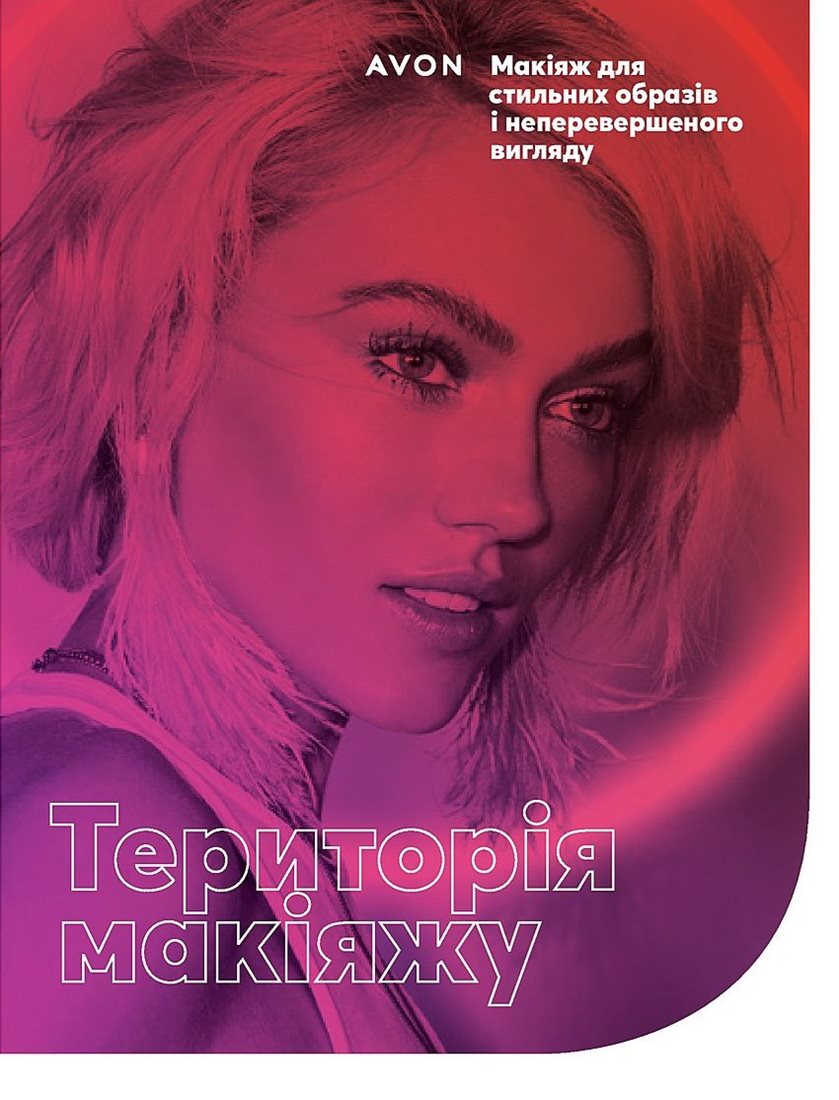 AVON
Макіяж для
стильних образів
і неперевершеного
вигляду
Територія
макіяжу